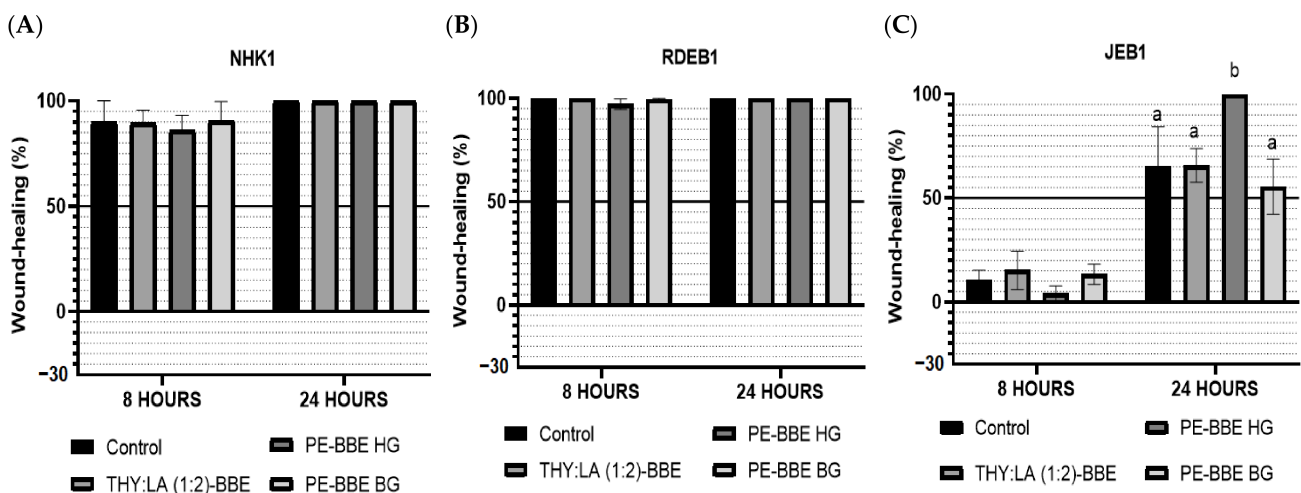 (A)
NHK1
Wound-healing (%)
100
50
0
−30
8 HOURS 24 HOURS
Control PE-BBE HG
THY:LA (1:2)-BBE PE-BBE BG
(B)
RDEB1
Wound-healing (%)
100
50
0
−30
8 HOURS 24 HOURS
Control PE-BBE HG
THY:LA (1:2)-BBE PE-BBE BG
(C)
JEB1
Wound-healing (%)
100
50
0
−30
a a b a
8 HOURS 24 HOURS
Control PE-BBE HG
THY:LA (1:2)-BBE PE-BBE BG